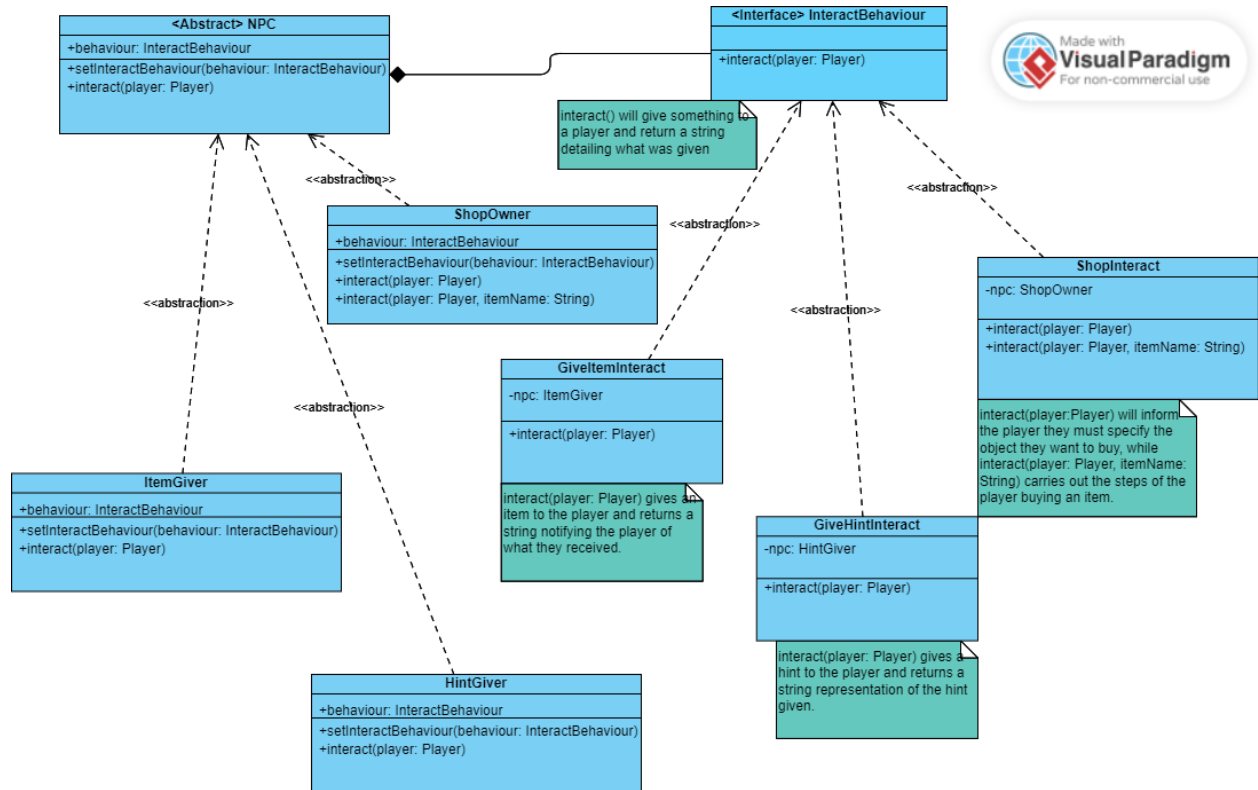 <Abstract> NPC
+behaviour: InteractBehaviour
+setInteractBehaviour(behaviour: InteractBehaviour)
+interact(player: Player)
<Interface> InteractBehaviour
+interact(player: Player)
Made with
Visual Paradigm
For non-commercial use
interact() will give something to
a player and return a string
detailing what was given
<<abstraction>>
<<abstraction>>
<<abstraction>>
<<abstraction>>
<<abstraction>>
<<abstraction>>
ShopOwner
+behaviour: InteractBehaviour
+setInteractBehaviour(behaviour: InteractBehaviour)
+interact(player: Player)
+interact(player: Player, itemName: String)
ShopInteract
-npc: ShopOwner
+interact(player: Player)
+interact(player: Player, itemName: String)
interact(player:Player) will inform
the player they must specify the
object they want to buy, while
interact(player: Player, itemName:
String) carries out the steps of the
player buying an item.
GiveItemInteract
-npc: ItemGiver
+interact(player: Player)
interact(player: Player) gives an
item to the player and returns a
string notifying the player of
what they received.
ItemGiver
+behaviour: InteractBehaviour
+setInteractBehaviour(behaviour: InteractBehaviour)
+interact(player: Player)
GiveHintInteract
-npc: HintGiver
+interact(player: Player)
interact(player: Player) gives a
hint to the player and returns a
string representation of the hint
given.
HintGiver
+behaviour: InteractBehaviour
+setInteractBehaviour(behaviour: InteractBehaviour)
+interact(player: Player)